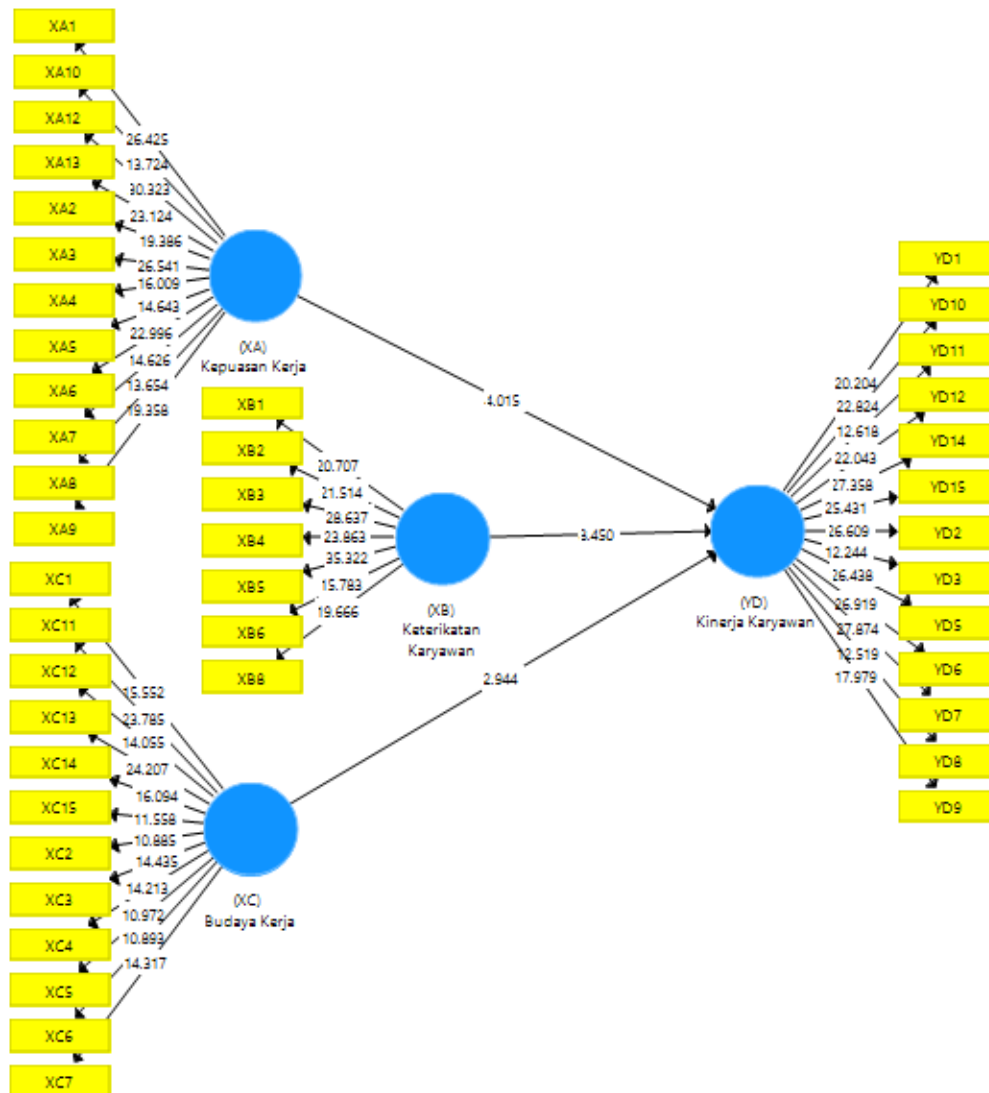 XA1
XA10
XA12
XA13
XA2
XA3
XA4
XA5
XA6
XA7
XA8
XA9
26.425
13.724
30.323
23.124
19.386
26.541
16.009
14.643
22.996
14.626
13.654
19.358
(XA)
Kepuasan Kerja
4.015
XB1
XB2
XB3
XB4
XB5
XB6
XB8
20.707
21.514
28.637
23.863
35.322
15.783
19.666
(XB)
Keterikatan
Karyawan
3.450
XC1
XC11
XC12
XC13
XC14
XC15
XC2
XC3
XC4
XC5
XC6
XC7
15.552
23.785
14.055
24.207
16.094
11.558
10.885
14.435
14.213
10.972
10.893
14.317
(XC)
Budaya Kerja
2.944
(YD)
Kinerja Karyawan
20.204
22.824
12.618
22.043
27.358
25.431
26.609
12.244
26.438
26.919
27.874
12.519
17.979
YD1
YD10
YD11
YD12
YD14
YD15
YD2
YD3
YD5
YD6
YD7
YD8
YD9